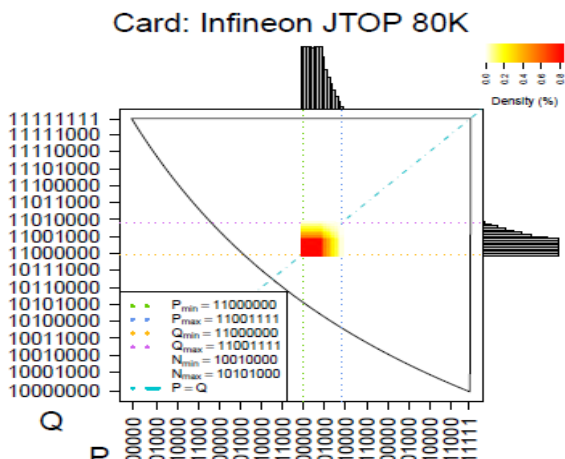 Card: Infineon JTOP 80K
0.0 0.2 0.4 0.6 0.8
Density (%)
11111111
11111000
11110000
11101000
11100000
11011000
11010000
11001000
11000000
10111000
10110000
10101000
10100000
10011000
10010000
10001000
10000000
Pmin = 11000000
Pmax = 11001111
Qmin = 11000000
Qmax = 11001111
Nmin = 10010000
Nmax = 10101000
P = Q
Q
P